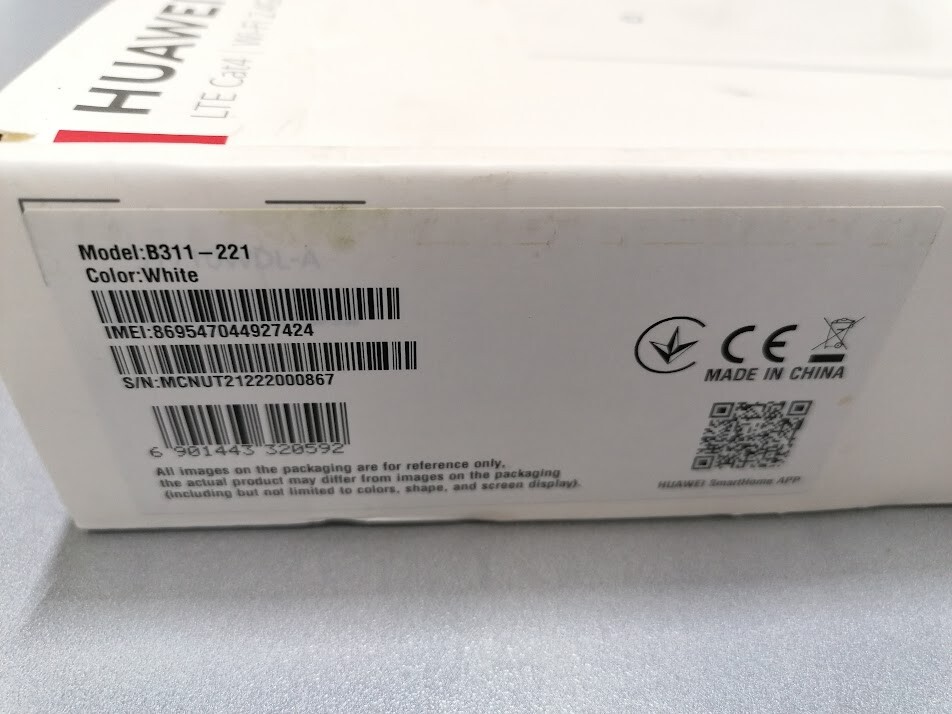 HUAWEI
LTE Cat4 | Wi-Fi
Model:B311-221
Color:White
IMEI:869547044927424
S/N:MCNUT21222000867
6 901443 320592
All images on the packaging are for reference only,
the actual product may differ from images on the packaging
(including but not limited to colors, shape, and screen display).
CE
MADE IN CHINA
HUAWEI SmartHome APP